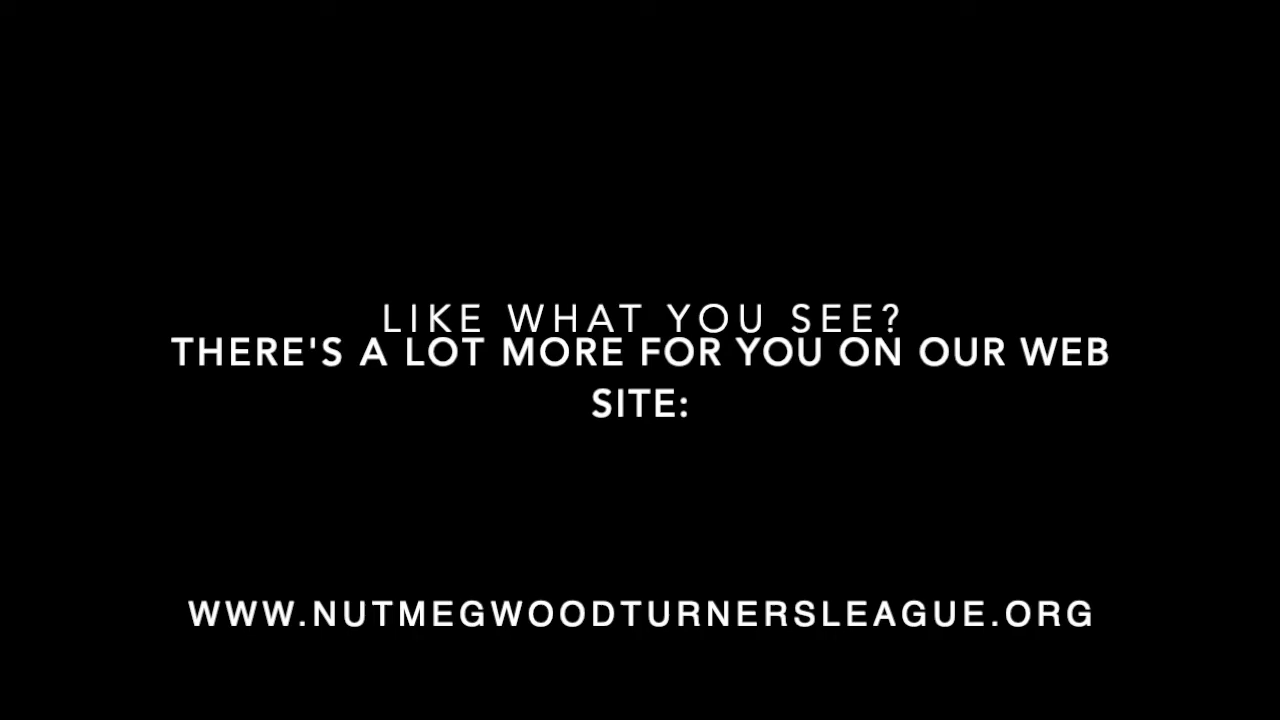 LIKE WHAT YOU SEE?
THERE'S A LOT MORE FOR YOU ON OUR WEB
SITE:
WWW.NUTMEGWOODTURNERSLEAGUE.ORG